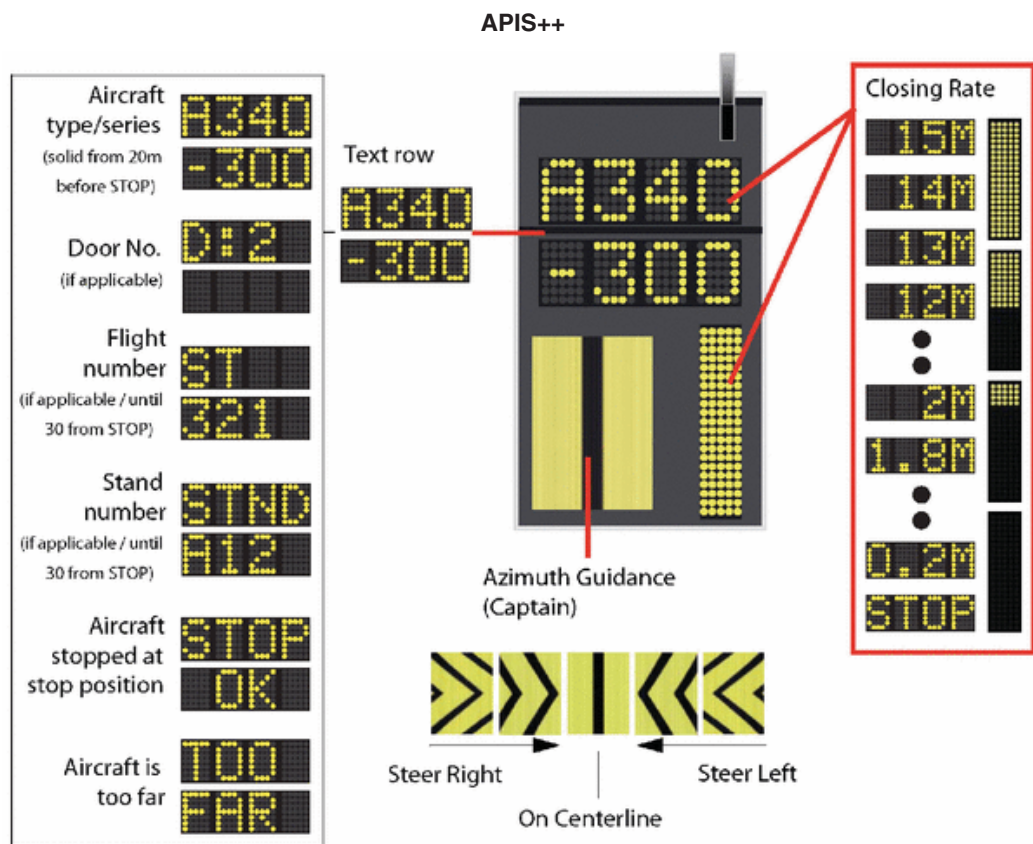 APIS++
Aircraft
type/series
(solid from 20m
before STOP)
A340
-300
Door No.
(if applicable)
D:2
Flight
number
(if applicable / until
30 from STOP)
ST
321
Stand
number
(if applicable / until
30 from STOP)
STND
A12
Aircraft
stopped at
stop position
STOP
OK
Aircraft is
too far
TOO
FAR
Text row
A340
-300
A340
-300
Azimuth Guidance
(Captain)
Steer Right
Steer Left
On Centerline
Closing Rate
15M
14M
13M
12M
2M
1.8M
0.2M
STOP